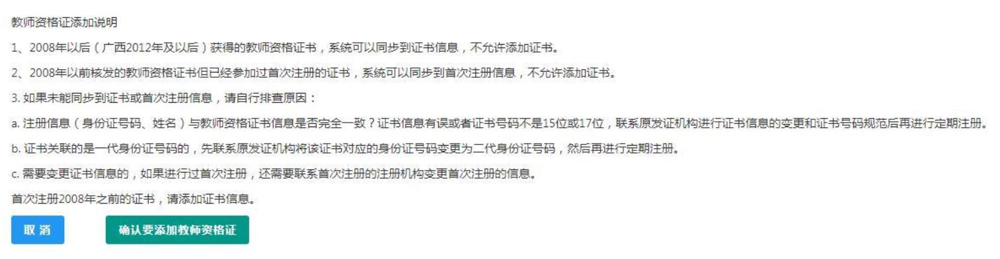 教师资格证添加说明
1、2008年以后（广西2012年及以后）获得的教师资格证书，系统可以同步到证书信息，不允许添加证书。
2、2008年以前核发的教师资格证书但已经参加过首次注册的证书，系统可以同步到首次注册信息，不允许添加证书。
3. 如果未能同步到证书或首次注册信息，请自行排查原因：
a. 注册信息（身份证号码、姓名）与教师资格证书信息是否完全一致？证书信息有误或者证书号码不是15位或17位，联系原发证机构进行证书信息的变更和证书号码规范后再进行定期注册。
b. 证书关联的是一代身份证号码的，先联系原发证机构将该证书对应的身份证号码变更为二代身份证号码，然后再进行定期注册。
c. 需要变更证书信息的，如果进行过首次注册，还需要联系首次注册的注册机构变更首次注册的信息。
首次注册2008年之前的证书，请添加证书信息。
取 消 确认要添加教师资格证